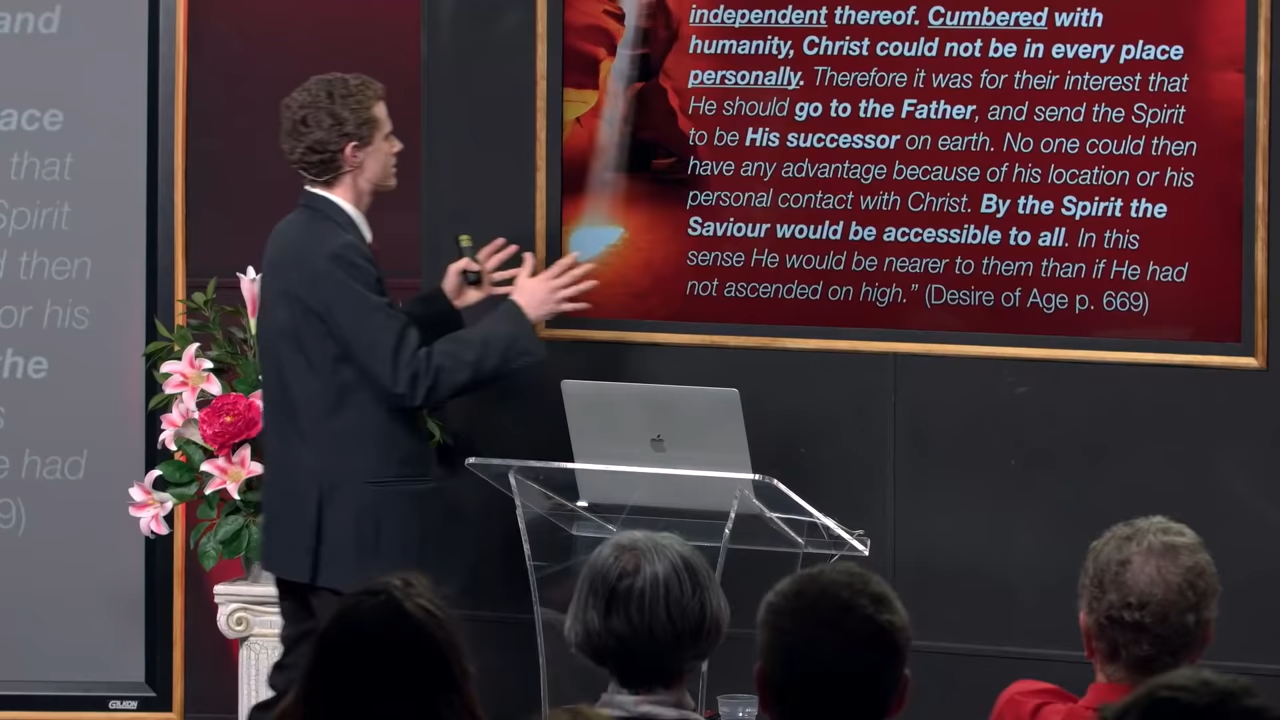 and
ace
that
Spirit
then
or his
the
had
9)
GILKON
independent thereof. Cumbered with
humanity, Christ could not be in every place
personally. Therefore it was for their interest that
He should go to the Father, and send the Spirit
to be His successor on earth. No one could then
have any advantage because of his location or his
personal contact with Christ. By the Spirit the
Saviour would be accessible to all. In this
sense He would be nearer to them than if He had
not ascended on high.” (Desire of Age p. 669)